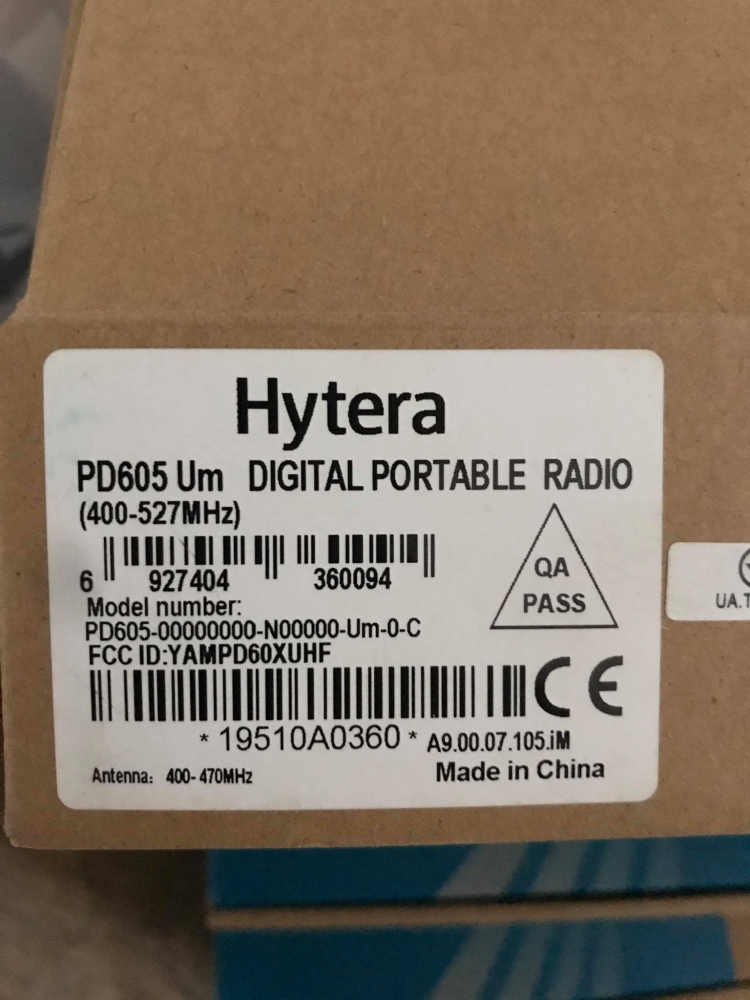 Hytera
PD605 Um DIGITAL PORTABLE RADIO
(400-527MHz)
6 927404 360094
QA
PASS
Model number:
PD605-00000000-N00000-Um-0-C
FCC ID:YAMPD60XUHF
CE
*19510A0360* A9.00.07.105.iM
Antenna: 400-470MHz
Made in China
UA.T